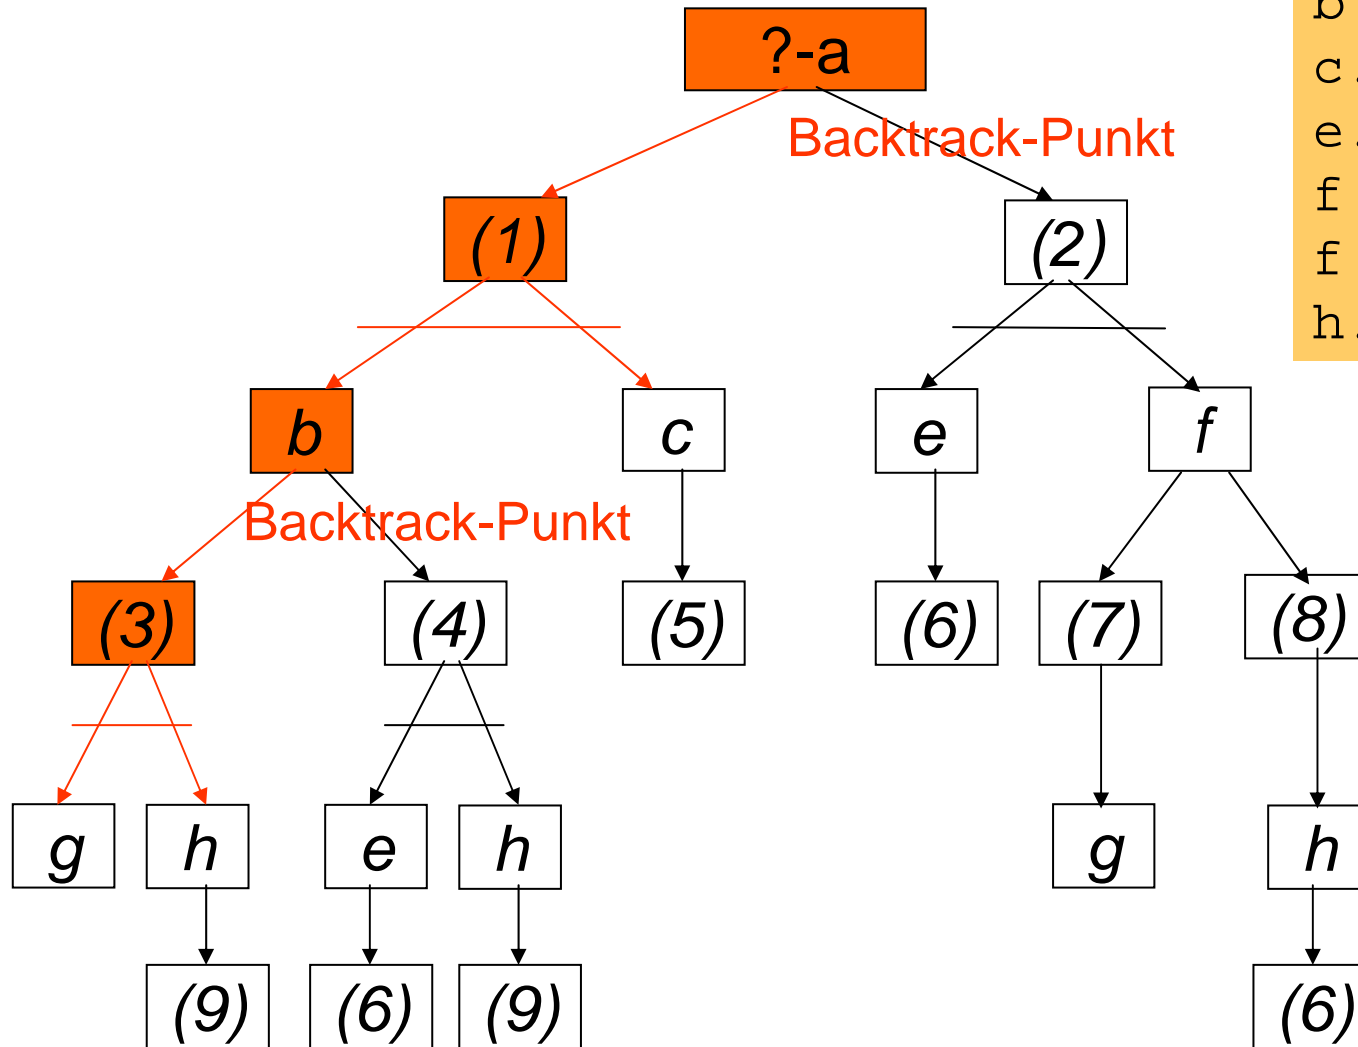 ?-a
b
c.
e.
f
f
h.
Backtrack-Punkt
(1)
(2)
b
c
e
f
Backtrack-Punkt
(3)
(4)
(5)
(6)
(7)
(8)
g
h
e
h
g
h
(9)
(6)
(9)
(6)